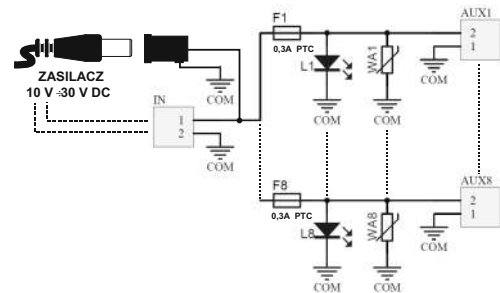 F1
AUX1
0,3A PTC
2
1
L1
WA1
COM
COM
COM
COM
ZASILACZ
10 V ÷30 V DC
IN
1
2
COM
F8
AUX8
0,3A PTC
2
1
L8
WA8
COM
COM
COM